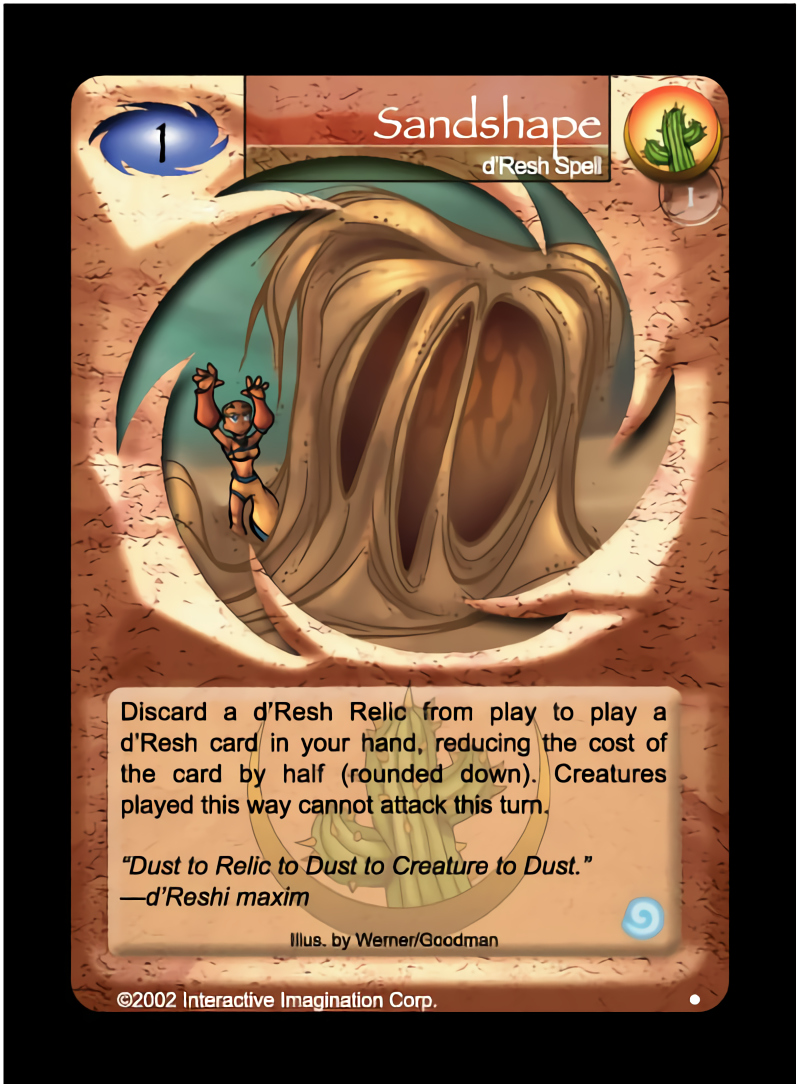 1
Sandshape
d'Resh Spell
I
Discard a d'Resh Relic from play to play a
d'Resh card in your hand, reducing the cost of
the card by half (rounded down). Creatures
played this way cannot attack this turn.
“Dust to Relic to Dust to Creature to Dust.”
—d'Reshi maxim
Illus. by Werner/Goodman
©2002 Interactive Imagination Corp.